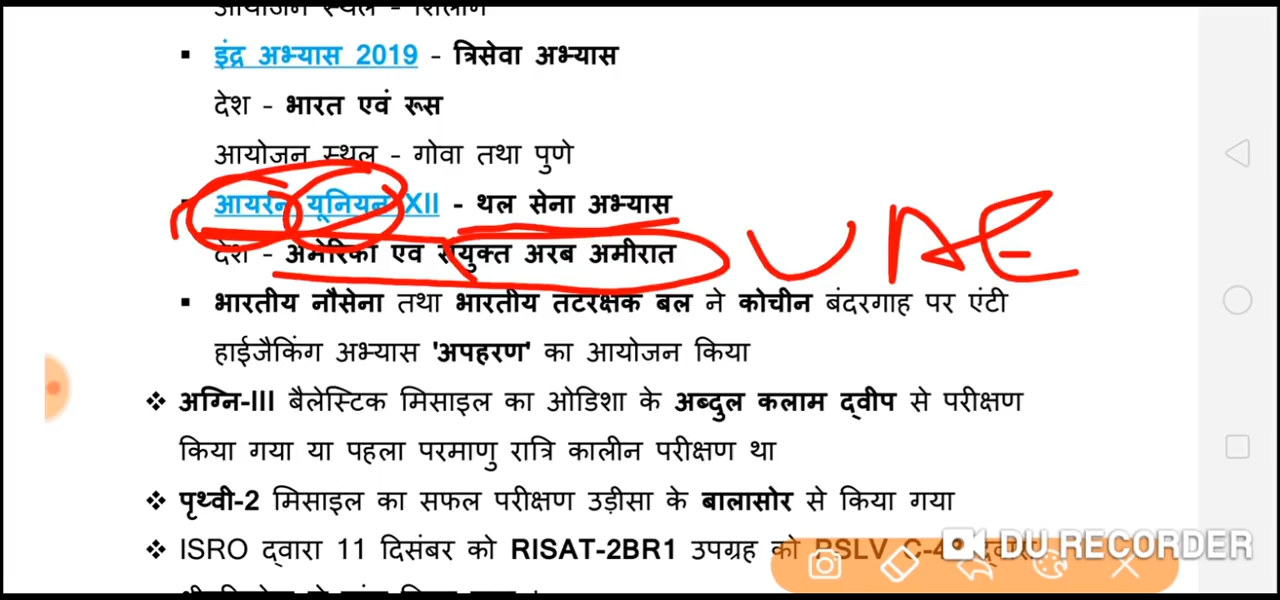 आयोजन स्थल - शिलांग
▪ इंद्र अभ्यास 2019 - त्रिसेवा अभ्यास
देश - भारत एवं रूस
आयोजन स्थल - गोवा तथा पुणे
▪ आयरन यूनियन XII - थल सेना अभ्यास
देश - अमेरिका एवं संयुक्त अरब अमीरात
UAE
▪ भारतीय नौसेना तथा भारतीय तटरक्षक बल ने कोचीन बंदरगाह पर एंटी
हाईजैकिंग अभ्यास 'अपहरण' का आयोजन किया
❖ अग्नि-III बैलेस्टिक मिसाइल का ओडिशा के अब्दुल कलाम द्वीप से परीक्षण
किया गया या पहला परमाणु रात्रि कालीन परीक्षण था
❖ पृथ्वी-2 मिसाइल का सफल परीक्षण उड़ीसा के बालासोर से किया गया
❖ ISRO द्वारा 11 दिसंबर को RISAT-2BR1 उपग्रह को PSLV
DU RECORDER